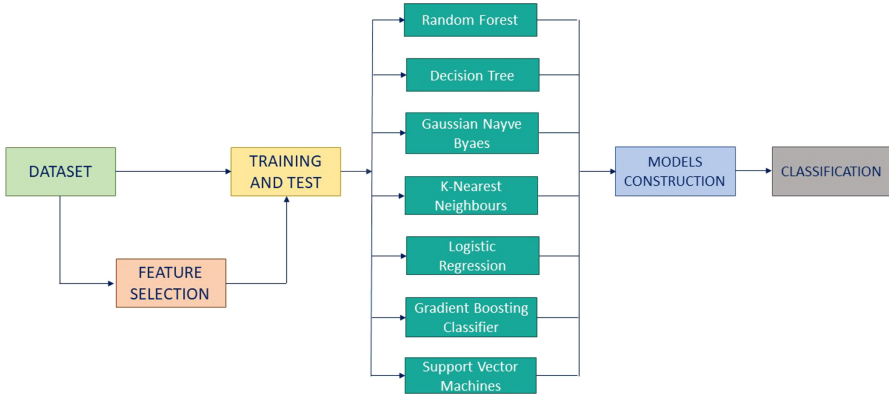 DATASET
FEATURE
SELECTION
TRAINING
AND TEST
Random Forest
Decision Tree
Gaussian Nayve
Byaes
K-Nearest
Neighbours
Logistic
Regression
Gradient Boosting
Classifier
Support Vector
Machines
MODELS
CONSTRUCTION
CLASSIFICATION